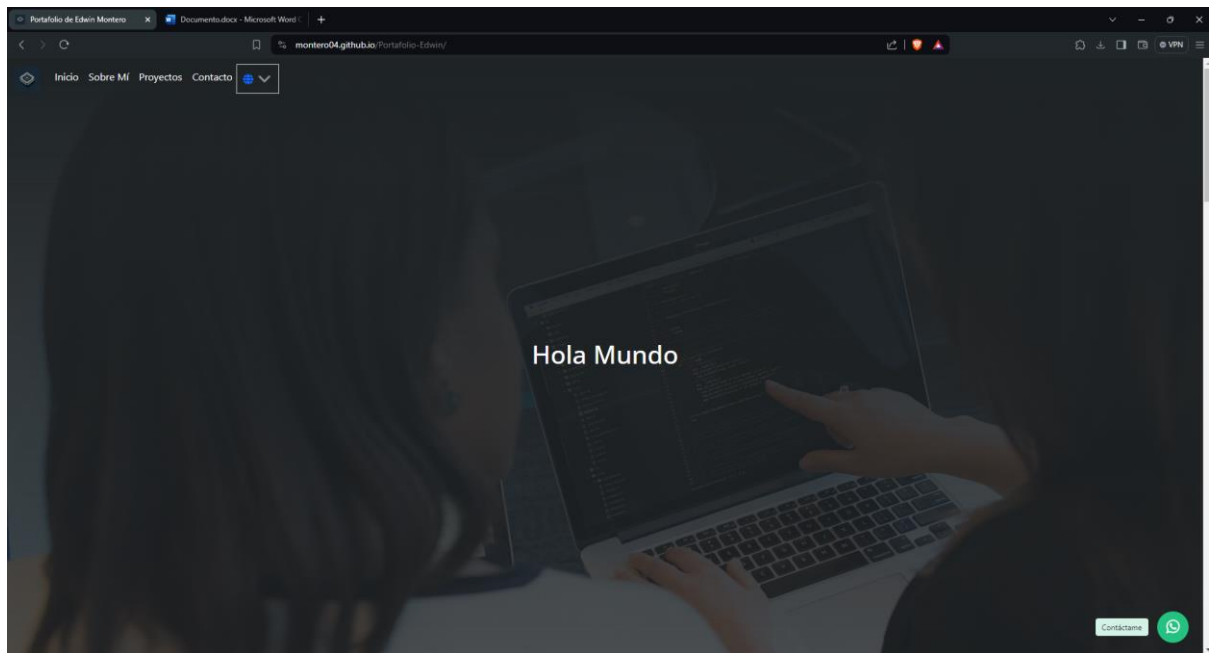 Portafolio de Edwin Montero
Documento.docx - Microsoft Word
montero04.github.io/Portafolio-Edwin/
VPN
Inicio Sobre Mí Proyectos Contacto
Hola Mundo
Contáctame